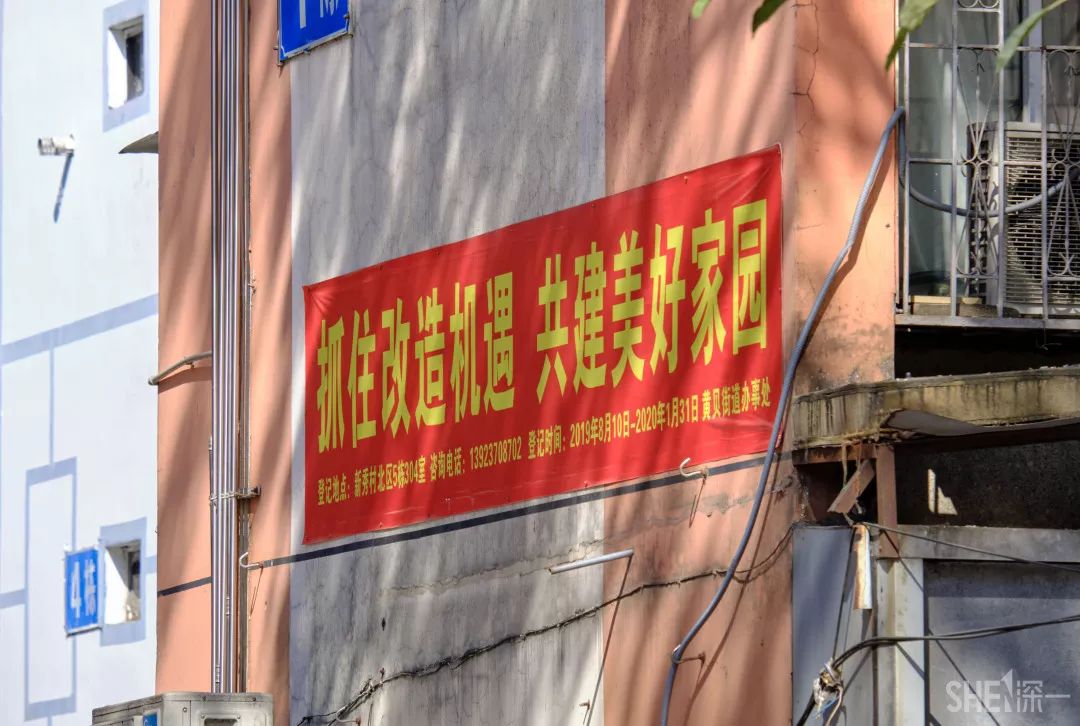 抓住改造机遇 共建美好家园
登记地点：新秀村北区5栋304室 咨询电话：13923708702 登记时间：2019年8月10日-2020年1月31日 黄贝街道办事处
4栋
SHE深一